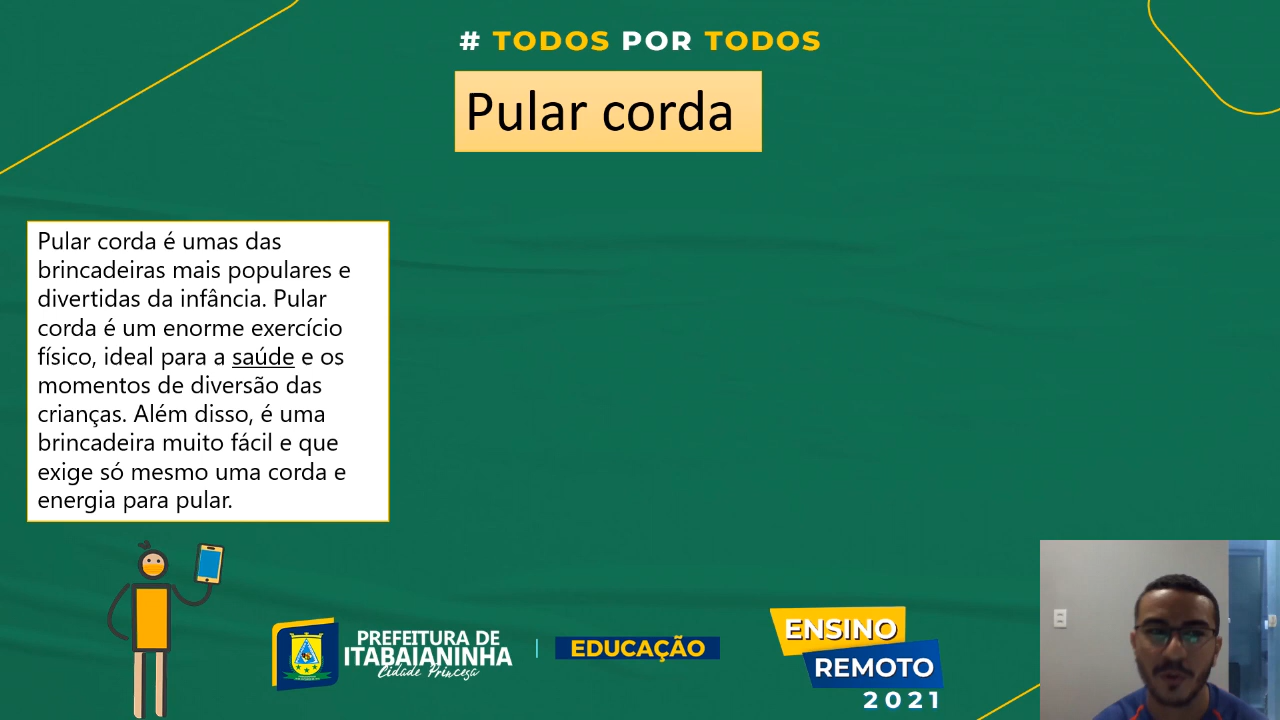 # TODOS POR TODOS
Pular corda
Pular corda é umas das
brincadeiras mais populares e
divertidas da infância. Pular
corda é um enorme exercício
físico, ideal para a saúde e os
momentos de diversão das
crianças. Além disso, é uma
brincadeira muito fácil e que
exige só mesmo uma corda e
energia para pular.
PREFEITURA DE
ITABAIANINHA
Cidade Princesa
EDUCAÇÃO
ENSINO
REMOTO
2021